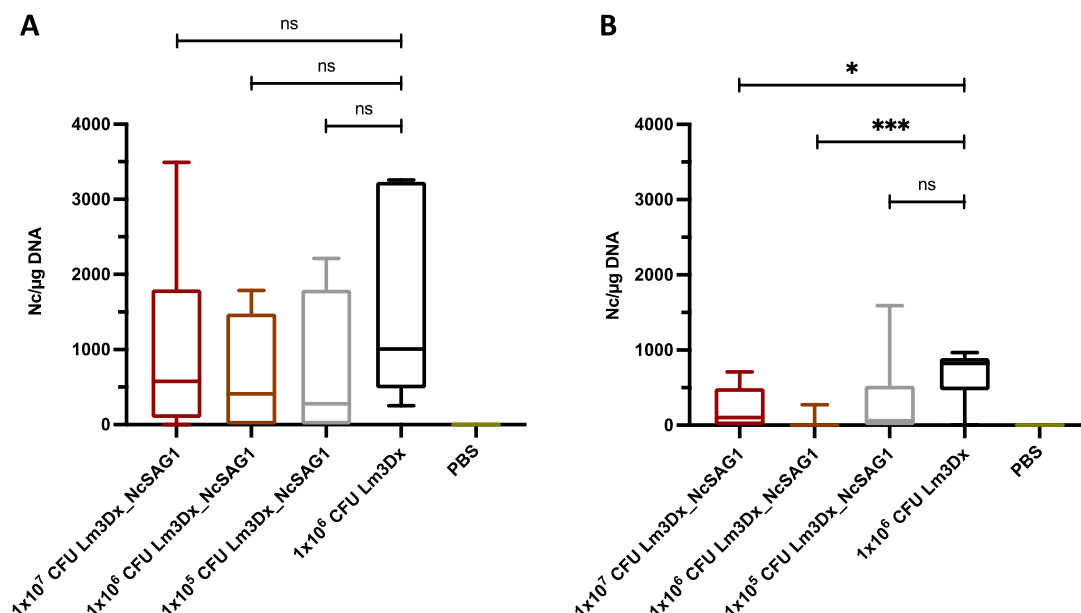 A
ns
ns
ns
4000
3000
2000
1000
0
Nc/µg DNA
1x10⁷ CFU Lm3Dx_NcSAG1
1x10⁶ CFU Lm3Dx_NcSAG1
1x10⁵ CFU Lm3Dx_NcSAG1
1x10⁶ CFU Lm3Dx
PBS
B
*
***
ns
4000
3000
2000
1000
0
Nc/µg DNA
1x10⁷ CFU Lm3Dx_NcSAG1
1x10⁶ CFU Lm3Dx_NcSAG1
1x10⁵ CFU Lm3Dx_NcSAG1
1x10⁶ CFU Lm3Dx
PBS